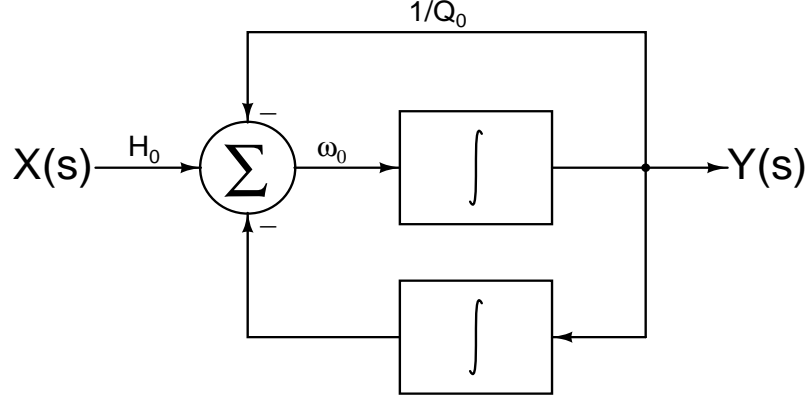 1/Q₀
X(s)
H₀
−
∑
ω₀
∫
Y(s)
−
∫